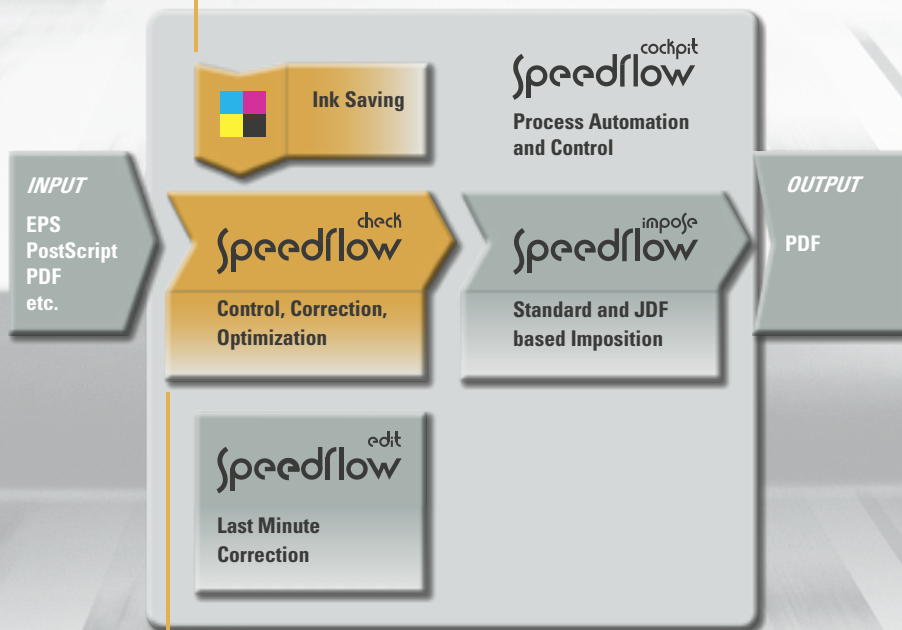 cockpit
Speedflow
Process Automation
and Control
Ink Saving
INPUT
EPS
PostScript
PDF
etc.
check
Speedflow
Control, Correction,
Optimization
impose
Speedflow
Standard and JDF
based Imposition
OUTPUT
PDF
edit
Speedflow
Last Minute
Correction